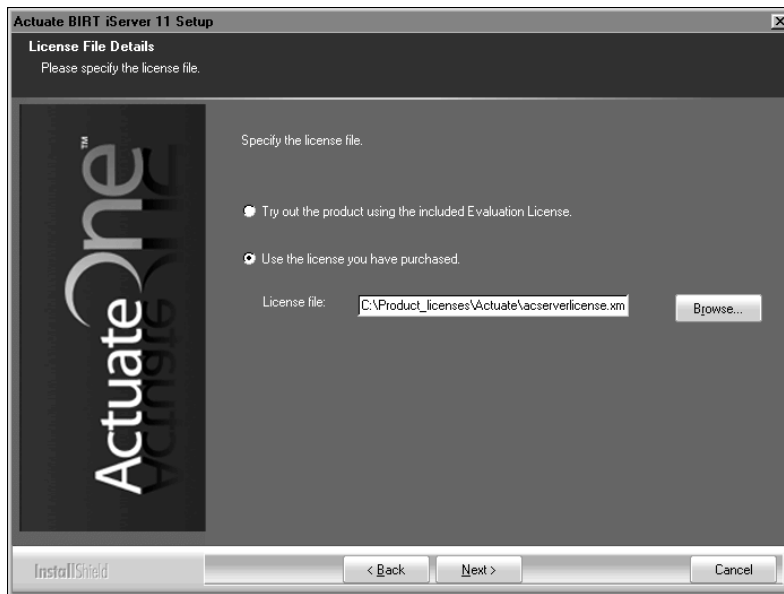 Actuate BIRT iServer 11 Setup
License File Details
Please specify the license file.
ActuateOne™
Specify the license file.
Try out the product using the included Evaluation License.
Use the license you have purchased.
License file: C:\Product_licenses\Actuate\acserverlicense.xm Browse...
InstallShield
< Back Next > Cancel